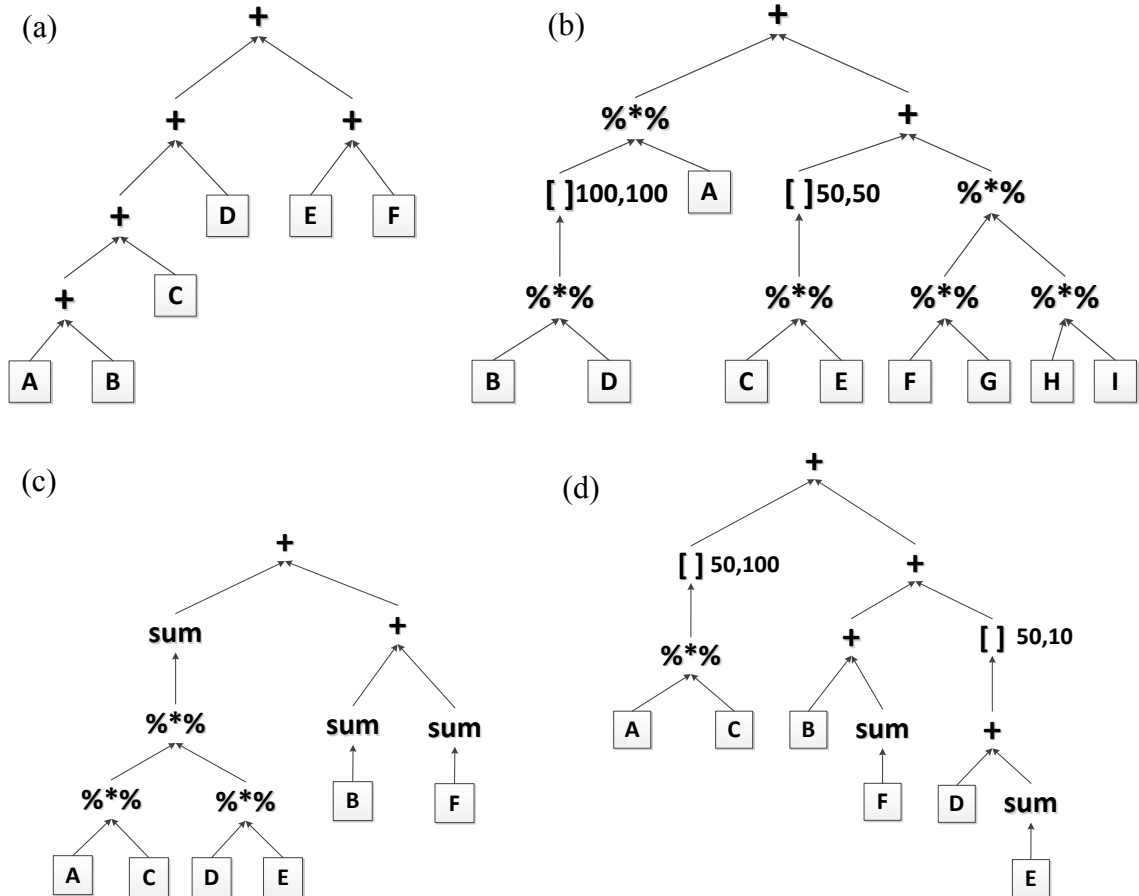 (a)
+
+ +
+ D E F
+ C
A B
(b)
+
%*% +
[ ]100,100 A [ ]50,50 %*%
%*% %*% %*% %*%
B D C E F G H I
(c)
+
sum +
%*% sum sum
%*% %*% B F
A C D E
(d)
+
[ ] 50,100 +
%*% + [ ] 50,10
A C B sum +
F D sum
E